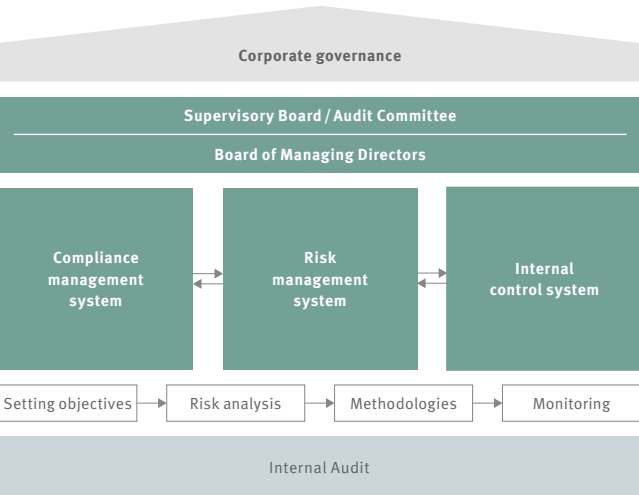 Corporate governance
Supervisory Board / Audit Committee
Board of Managing Directors
Compliance
management
system
Risk
management
system
Internal
control system
Setting objectives
Risk analysis
Methodologies
Monitoring
Internal Audit